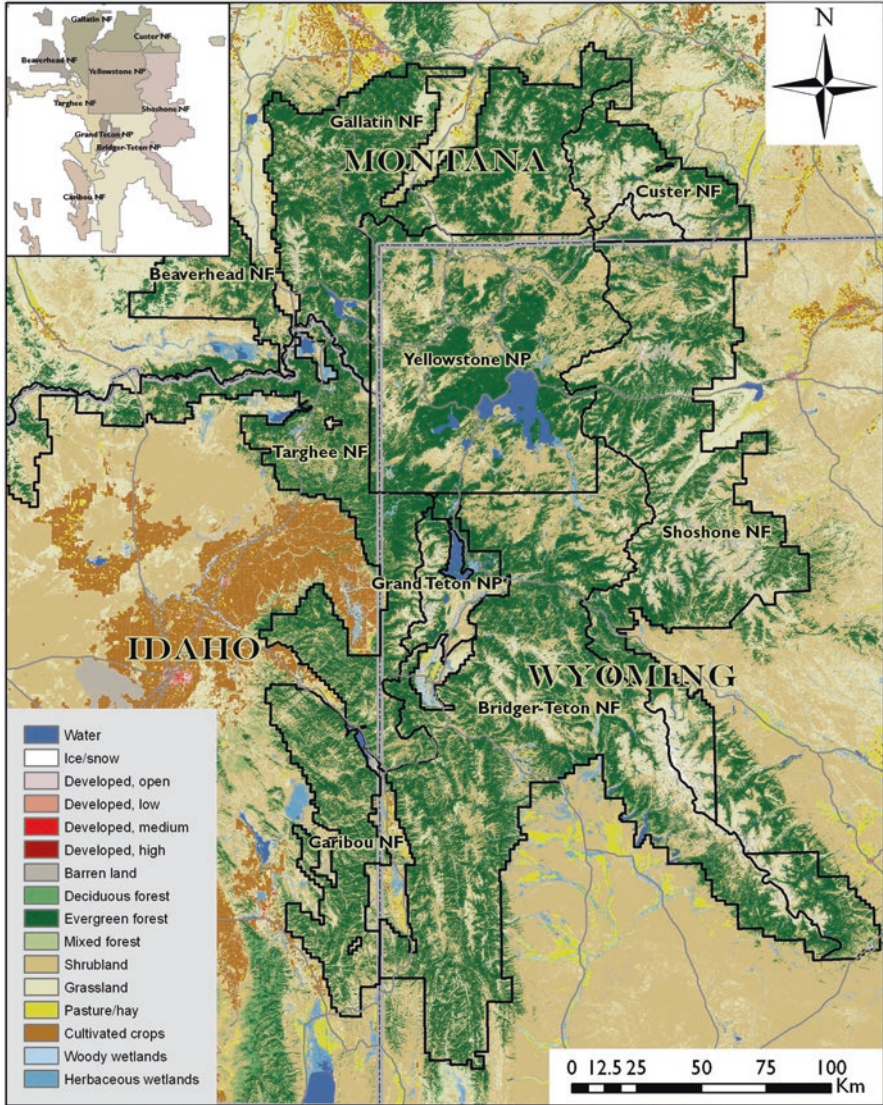 Gallatin NF
Custer NF
Beaverhead NF
Yellowstone NP
Targhee NF
Shoshone NF
Grand Teton NP
Bridger-Teton NF
Caribou NF
N
Gallatin NF
MONTANA
Custer NF
Beaverhead NF
Yellowstone NP
Targhee NF
Shoshone NF
Grand Teton NP
IDAHO
WYOMING
Bridger-Teton NF
Caribou NF
Water
Ice/snow
Developed, open
Developed, low
Developed, medium
Developed, high
Barren land
Deciduous forest
Evergreen forest
Mixed forest
Shrubland
Grassland
Pasture/hay
Cultivated crops
Woody wetlands
Herbaceous wetlands
0 12.5 25 50 75 100
Km